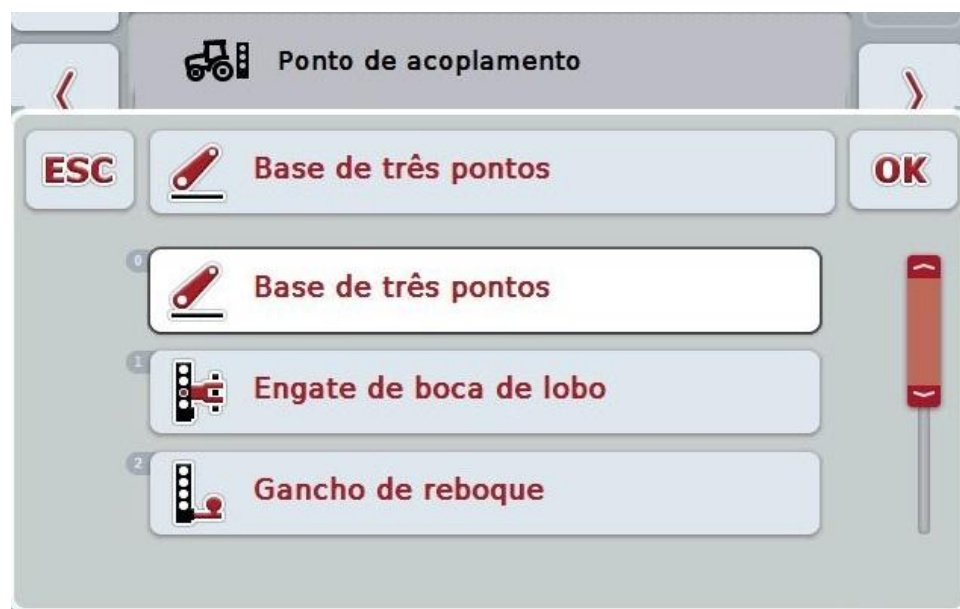 Ponto de acoplamento
ESC
Base de três pontos
OK
0
Base de três pontos
1
Engate de boca de lobo
2
Gancho de reboque